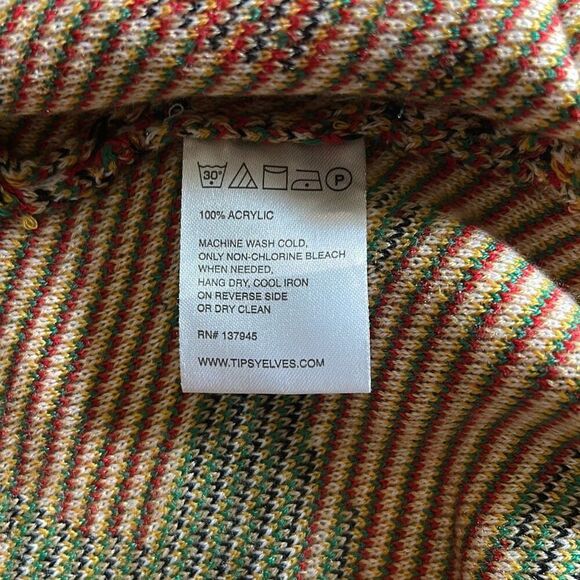 30°
P
100% ACRYLIC
MACHINE WASH COLD,
ONLY NON-CHLORINE BLEACH
WHEN NEEDED,
HANG DRY, COOL IRON
ON REVERSE SIDE
OR DRY CLEAN
RN# 137945
WWW.TIPSYELVES.COM